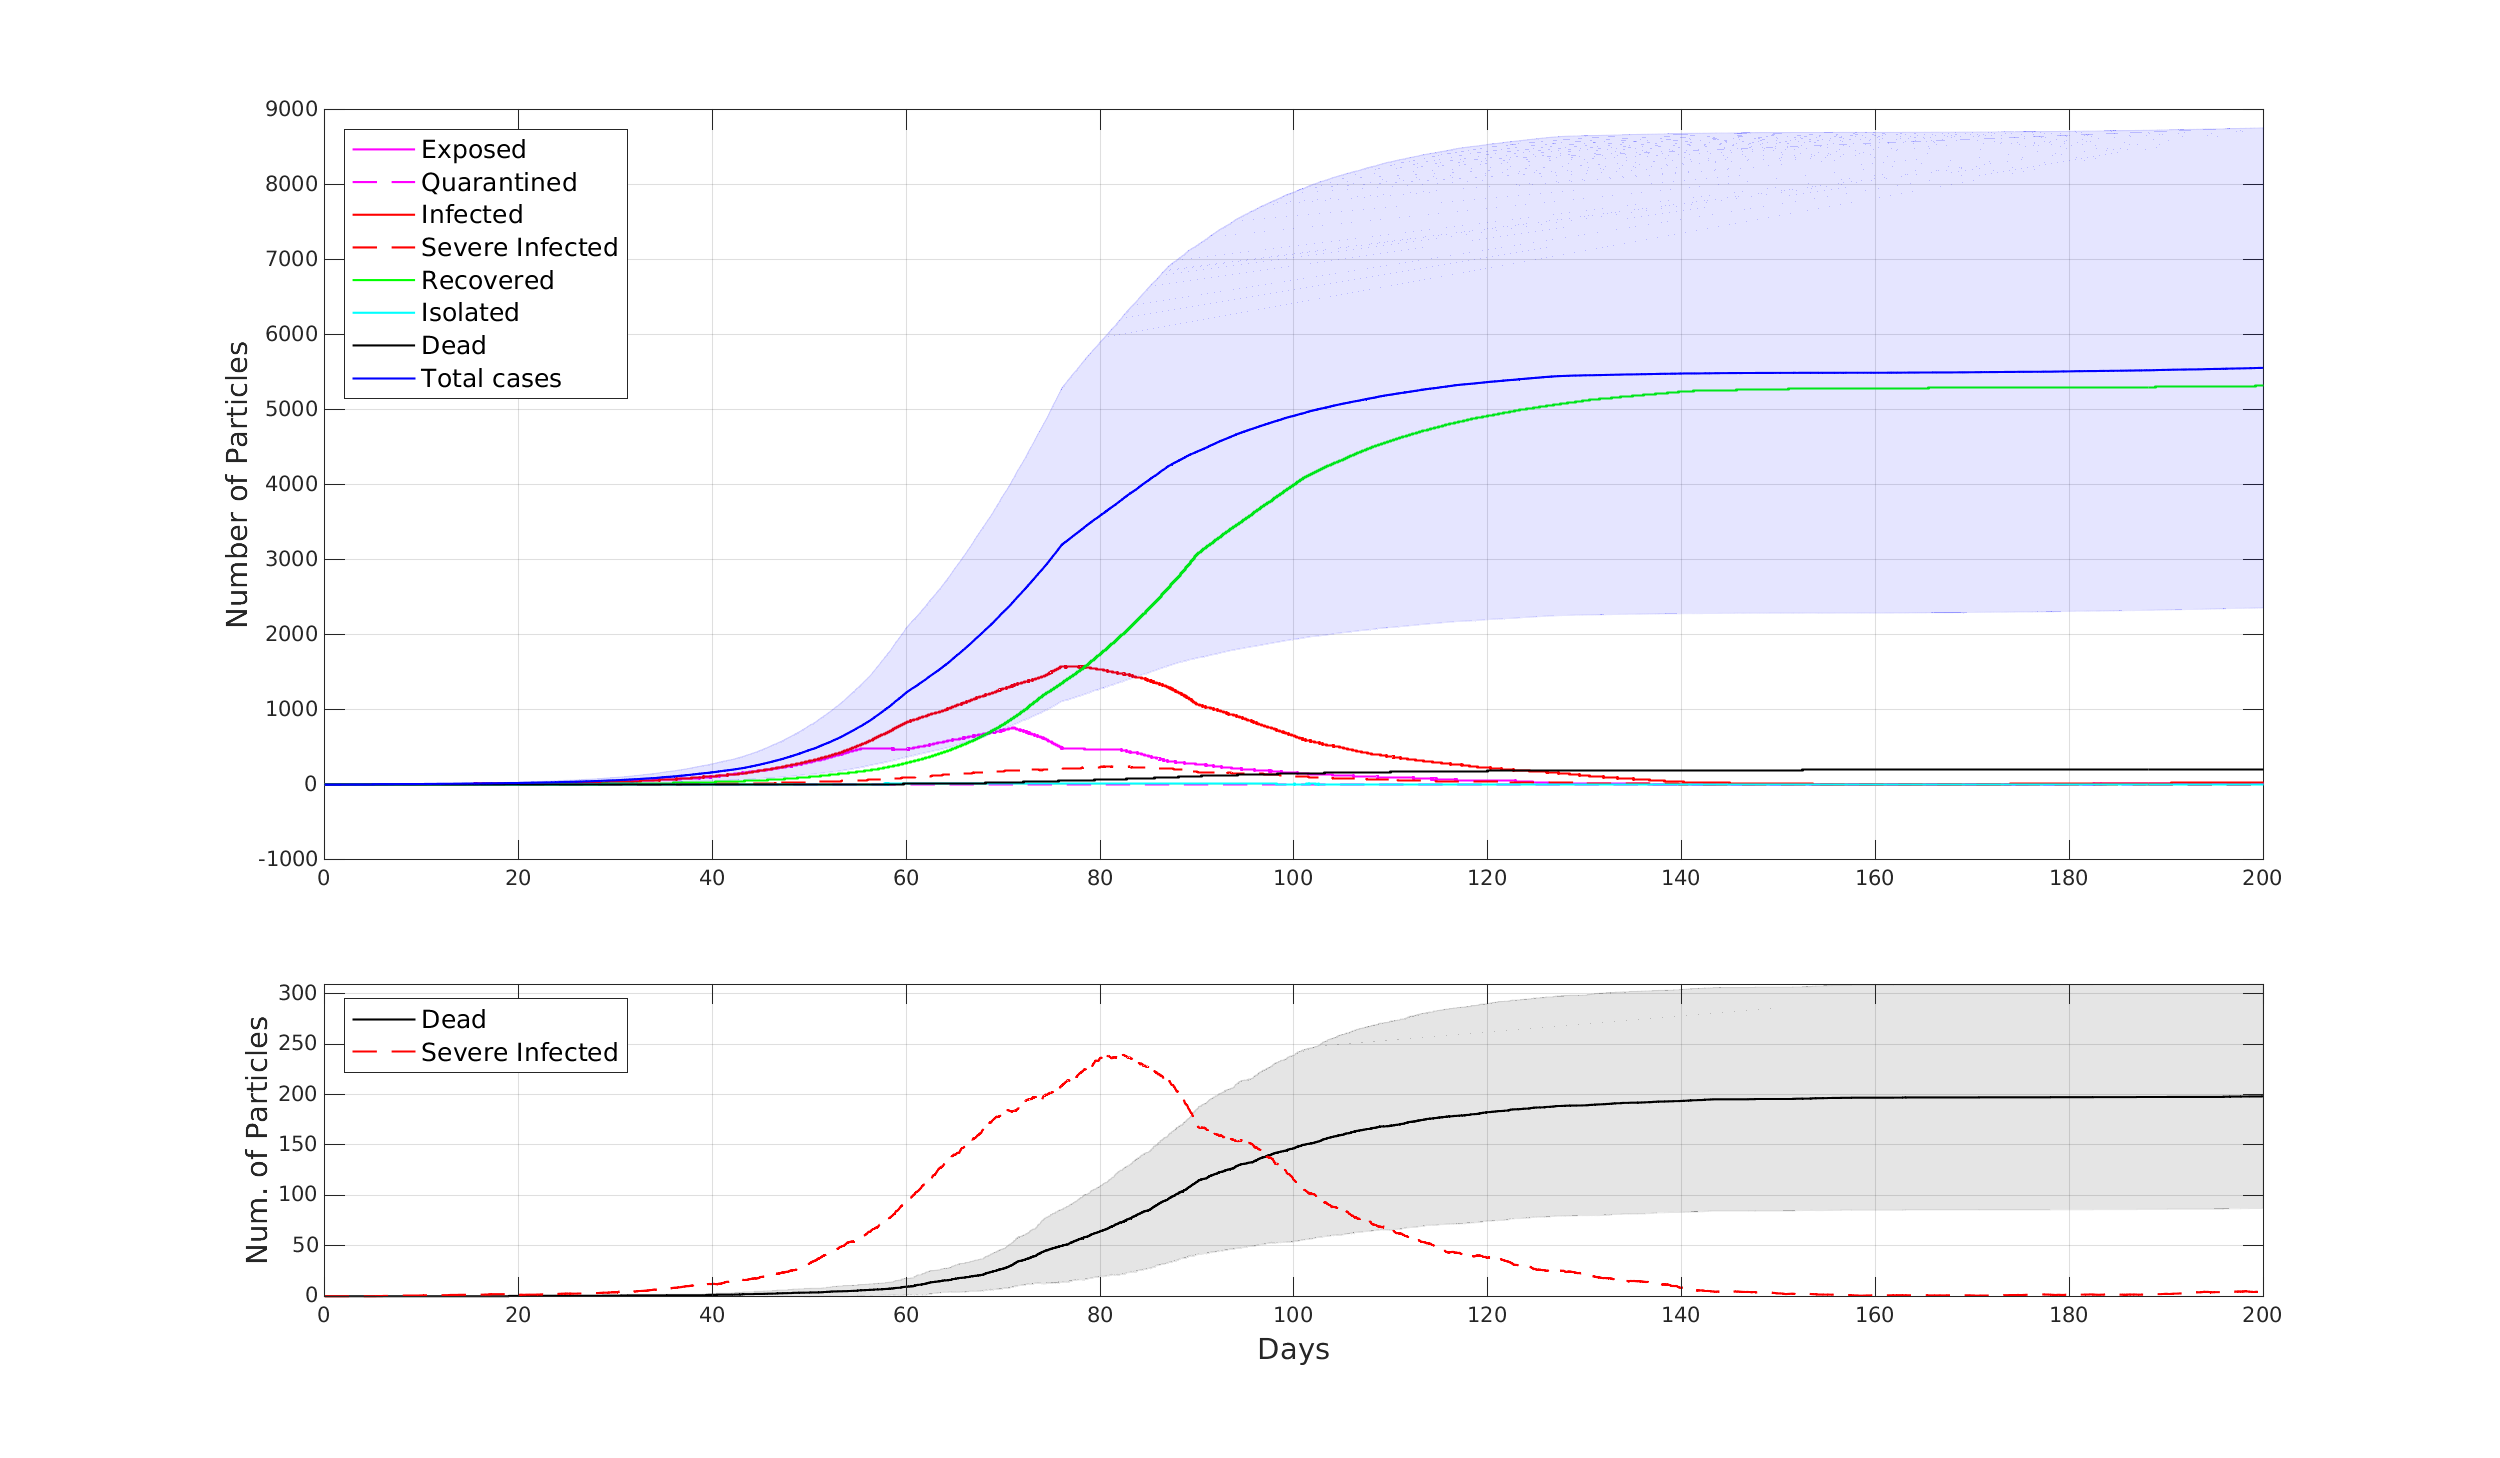 Number of Particles
9000
8000
7000
6000
5000
4000
3000
2000
1000
0
-1000
Exposed
Quarantined
Infected
Severe Infected
Recovered
Isolated
Dead
Total cases
0 20 40 60 80 100 120 140 160 180 200
Num. of Particles
300
250
200
150
100
50
0
Dead
Severe Infected
0 20 40 60 80 100 120 140 160 180 200
Days